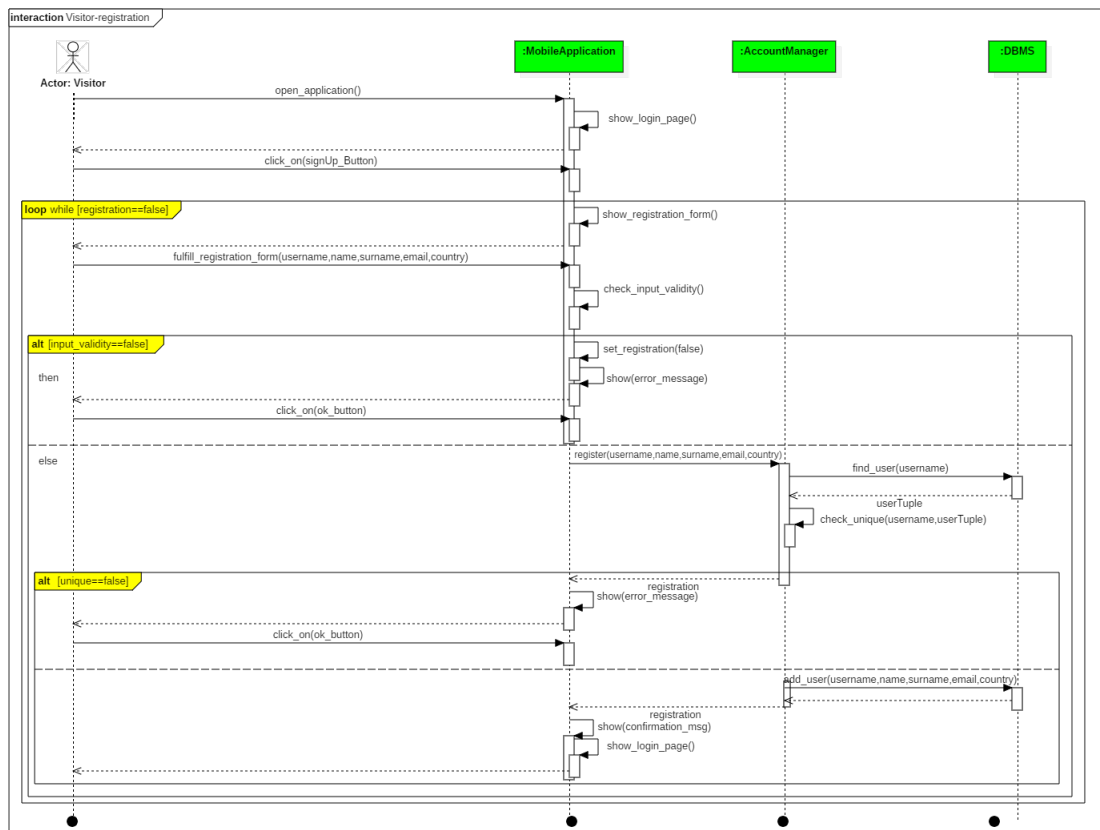 interaction Visitor-registration
:MobileApplication
:AccountManager
:DBMS
Actor: Visitor
open_application()
show_login_page()
click_on(signUp_Button)
loop while [registration==false]
show_registration_form()
fulfill_registration_form(username,name,surname,email,country)
check_input_validity()
alt [input_validity==false]
set_registration(false)
then
show(error_message)
click_on(ok_button)
else
register(username,name,surname,email,country)
find_user(username)
userTuple
check_unique(username,userTuple)
alt [unique==false]
registration
show(error_message)
click_on(ok_button)
add_user(username,name,surname,email,country)
registration
show(confirmation_msg)
show_login_page()